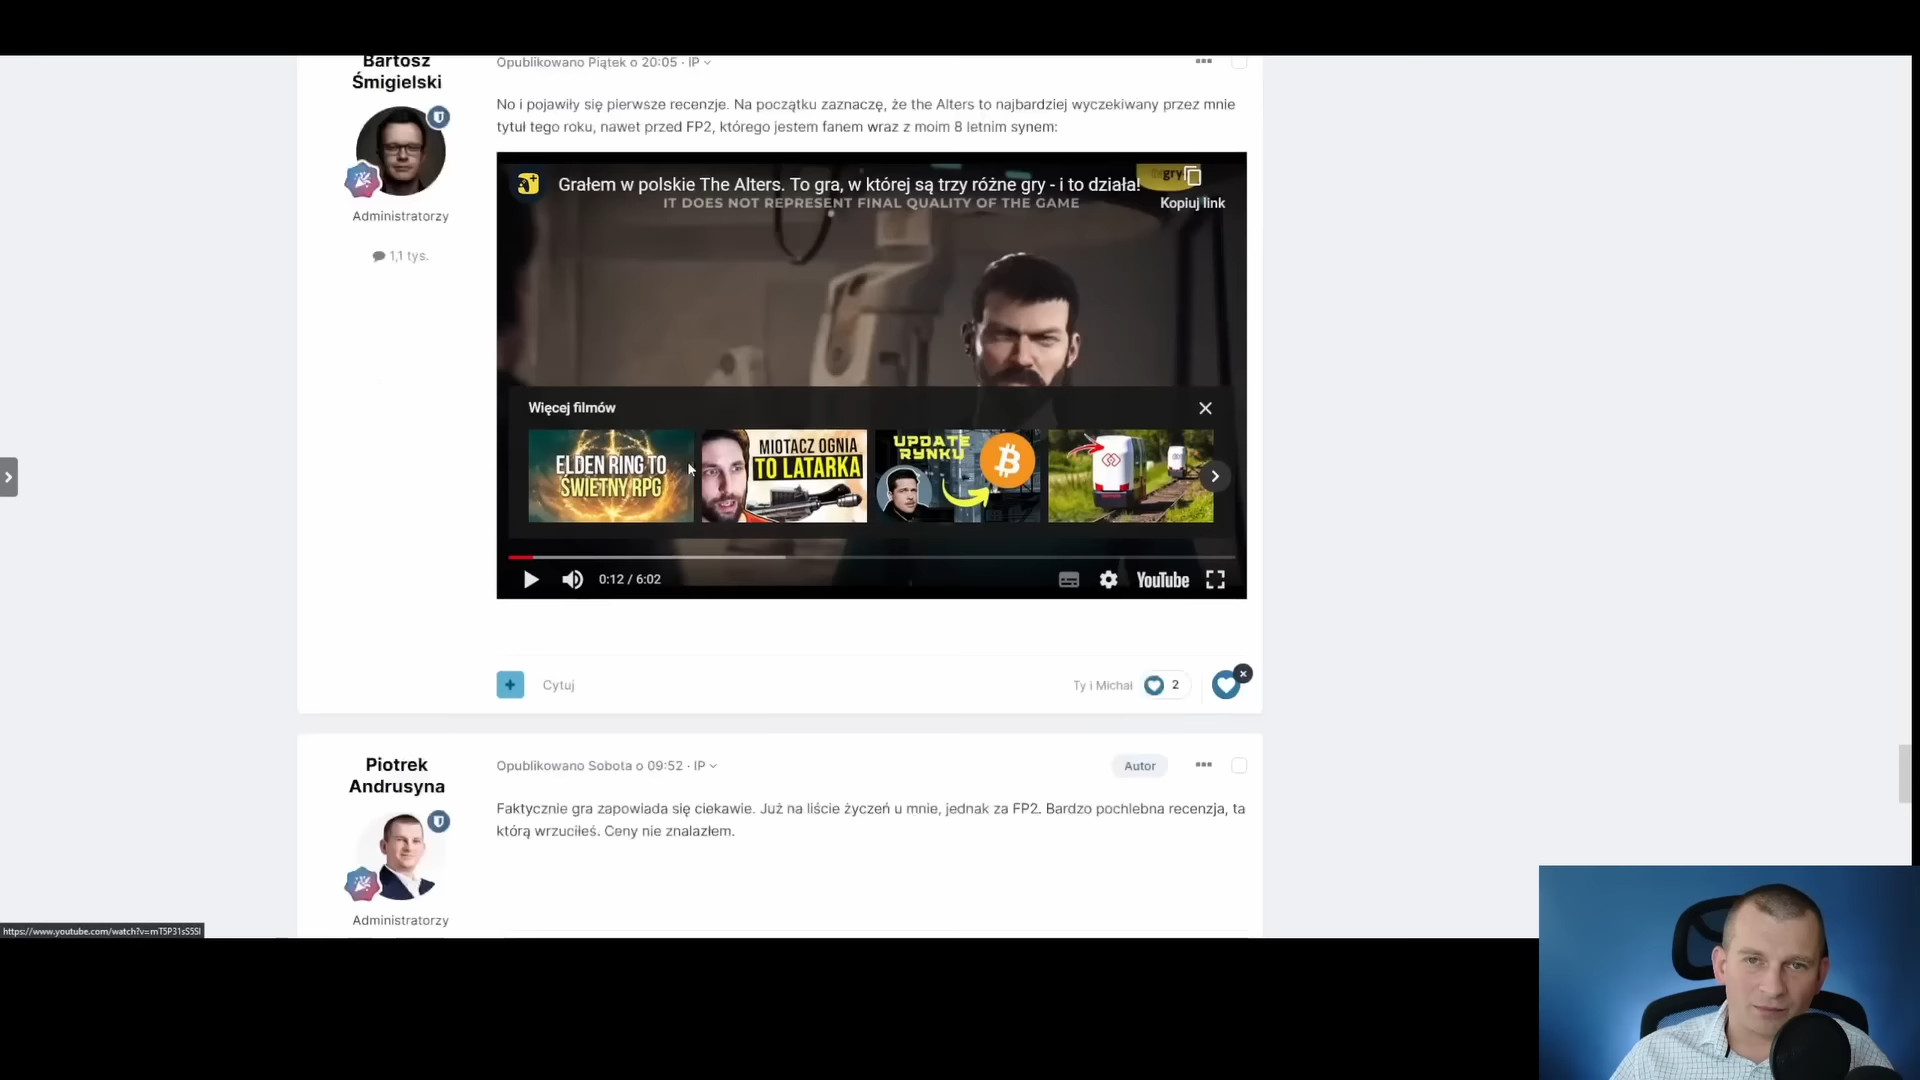 Bartosz
Śmigielski
Administratorzy
1,1 tys.
Opublikowano Piątek o 20:05 · IP
No i pojawiły się pierwsze recenzje. Na początku zaznaczę, że the Alters to najbardziej wyczekiwany przez mnie
tytuł tego roku, nawet przed FP2, którego jestem fanem wraz z moim 8 letnim synem:
Grałem w polskie The Alters. To gra, w której są trzy różne gry - i to działa!
gry
Kopiuj link
IT DOES NOT REPRESENT FINAL QUALITY OF THE GAME
Więcej filmów
ELDEN RING TO
ŚWIETNY RPG
MIOTACZ OGNIA
TO LATARKA
UPDATE
RYNKU
0:12 / 6:02
YouTube
Cytuj
Ty i Michał
2
Piotrek
Andrusyna
Administratorzy
Opublikowano Sobota o 09:52 · IP
Autor
Faktycznie gra zapowiada się ciekawie. Już na liście życzeń u mnie, jednak za FP2. Bardzo pochlebna recenzja, ta
którą wrzuciłeś. Ceny nie znalazłem.